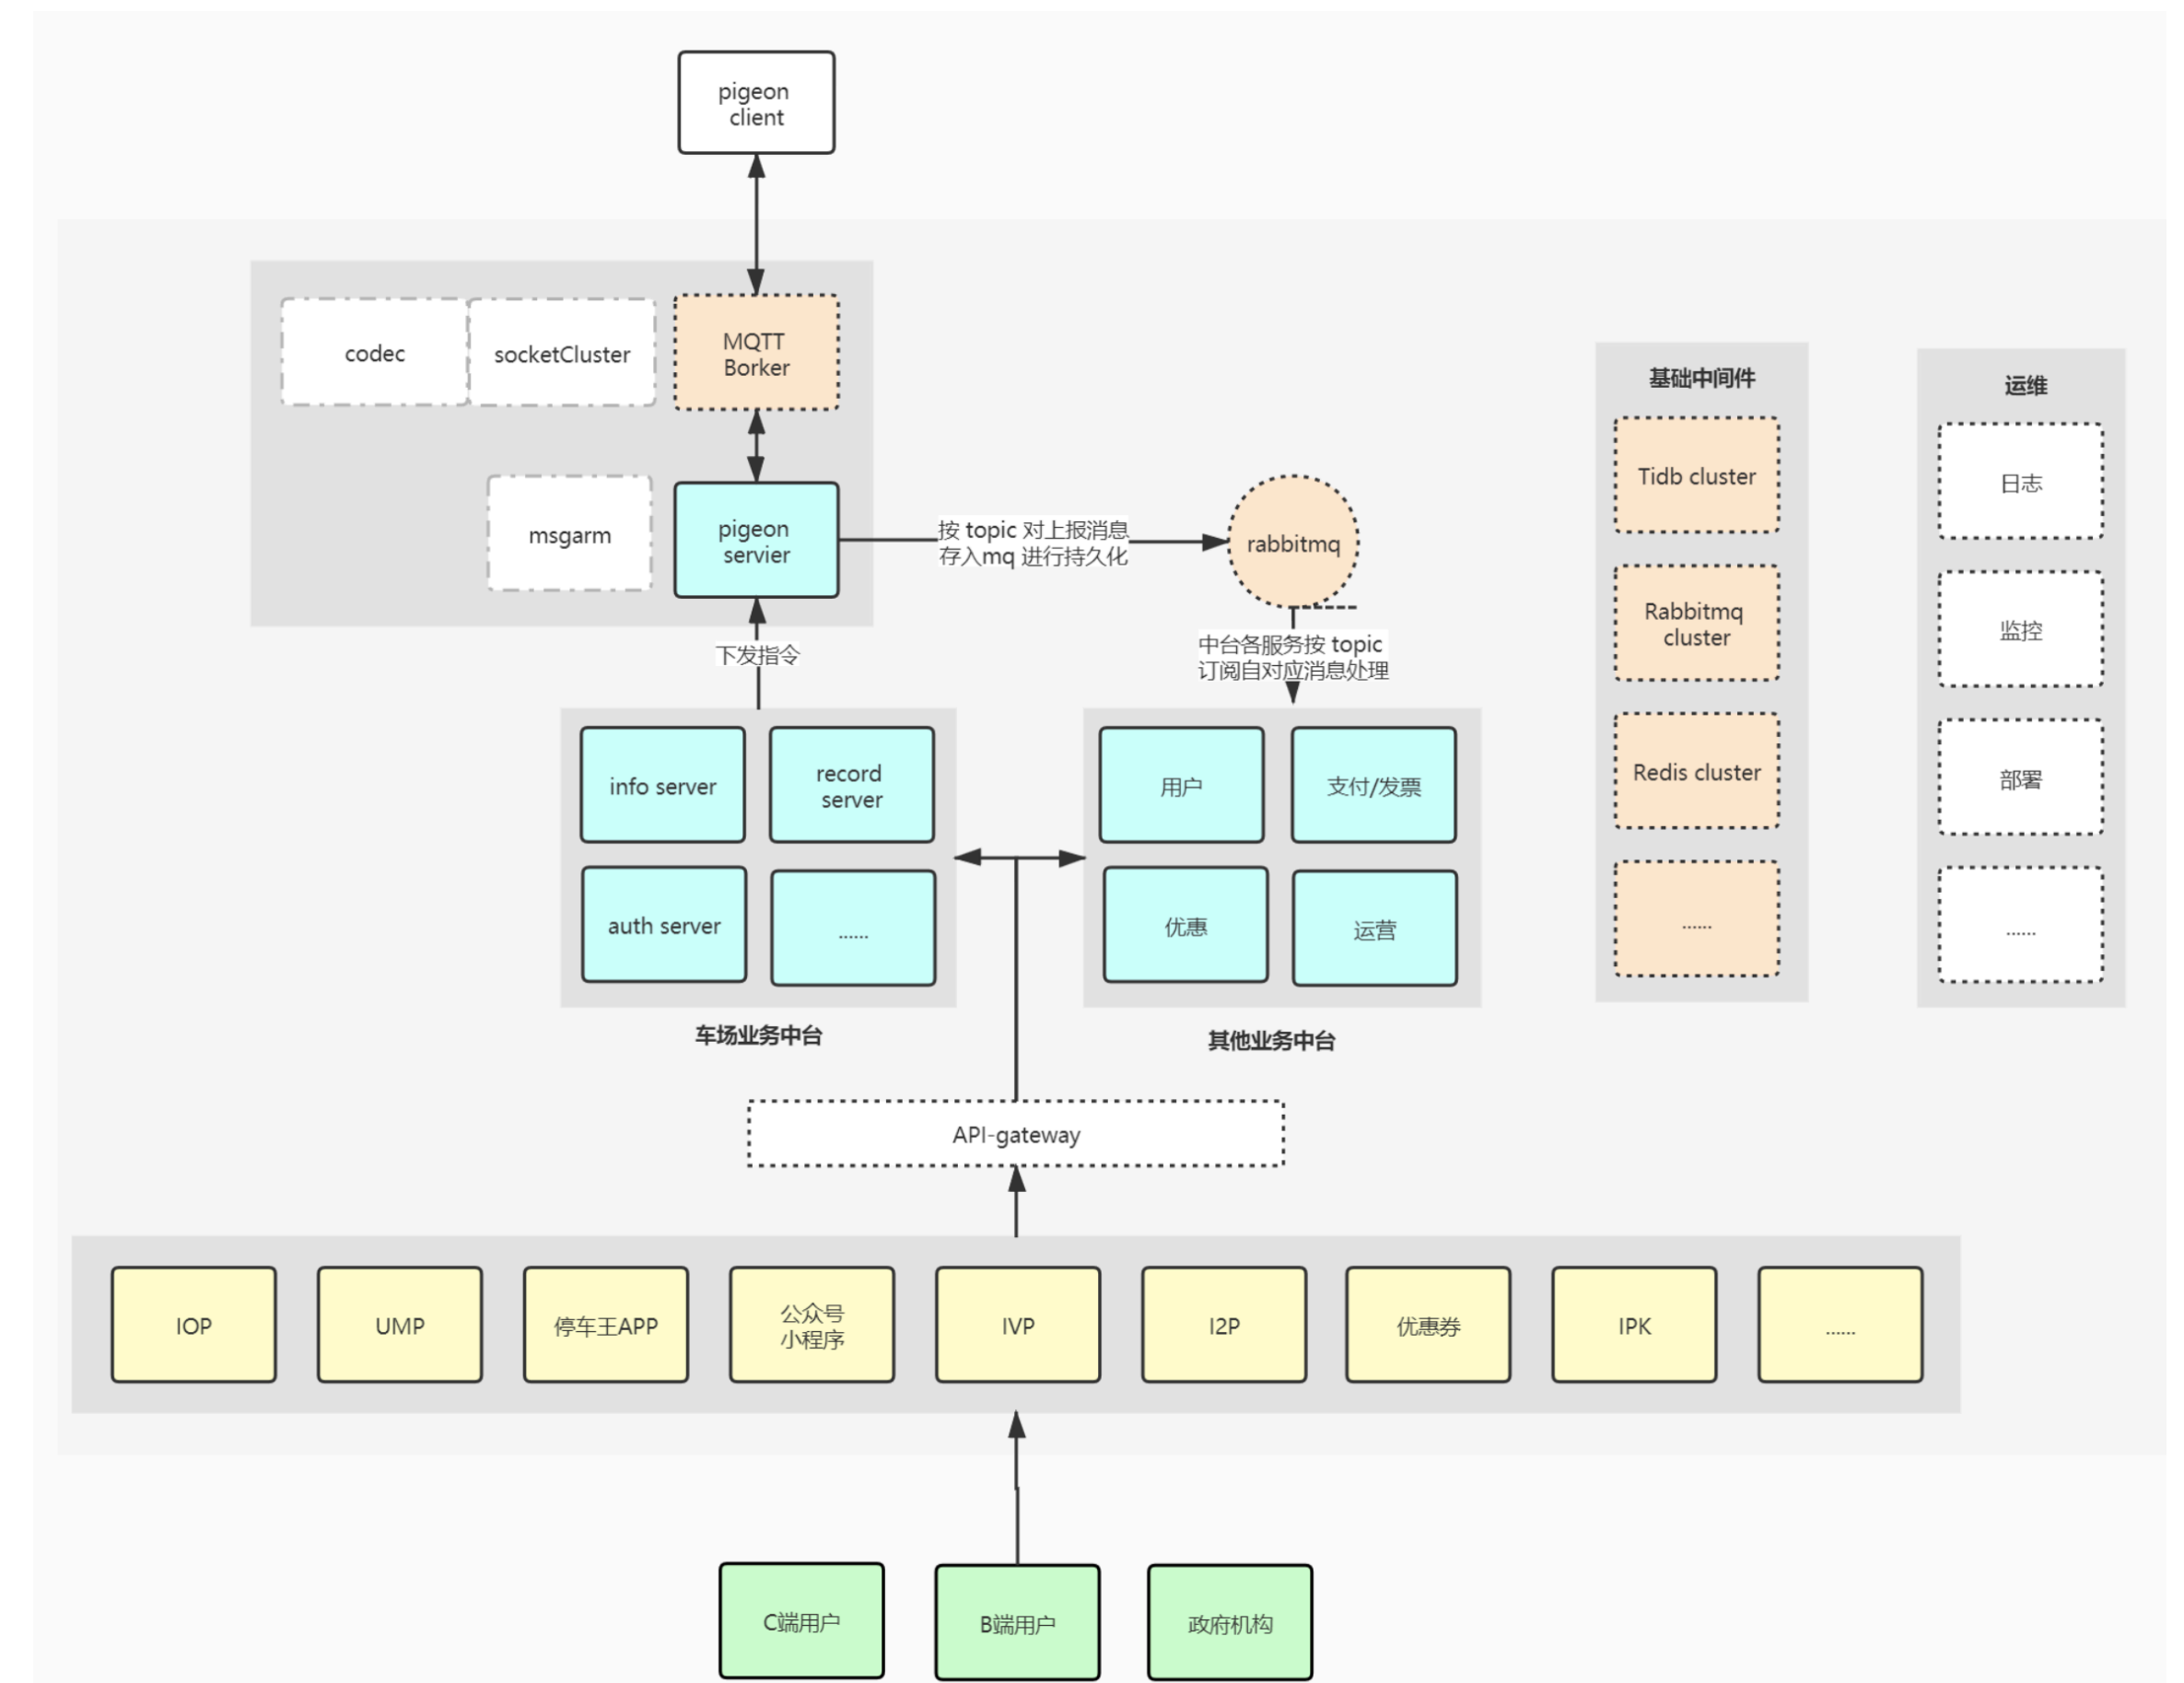 pigeon
client
codec
socketCluster
MQTT
Borker
msgarm
pigeon
servier
按 topic 对上报消息
存入mq 进行持久化
rabbitmq
下发指令
中台各服务按 topic
订阅自对应消息处理
info server
record
server
auth server
......
车场业务中台
用户
支付/发票
优惠
运营
其他业务中台
基础中间件
Tidb cluster
Rabbitmq
cluster
Redis cluster
......
运维
日志
监控
部署
......
API-gateway
IOP
UMP
停车王APP
公众号
小程序
IVP
I2P
优惠券
IPK
......
C端用户
B端用户
政府机构